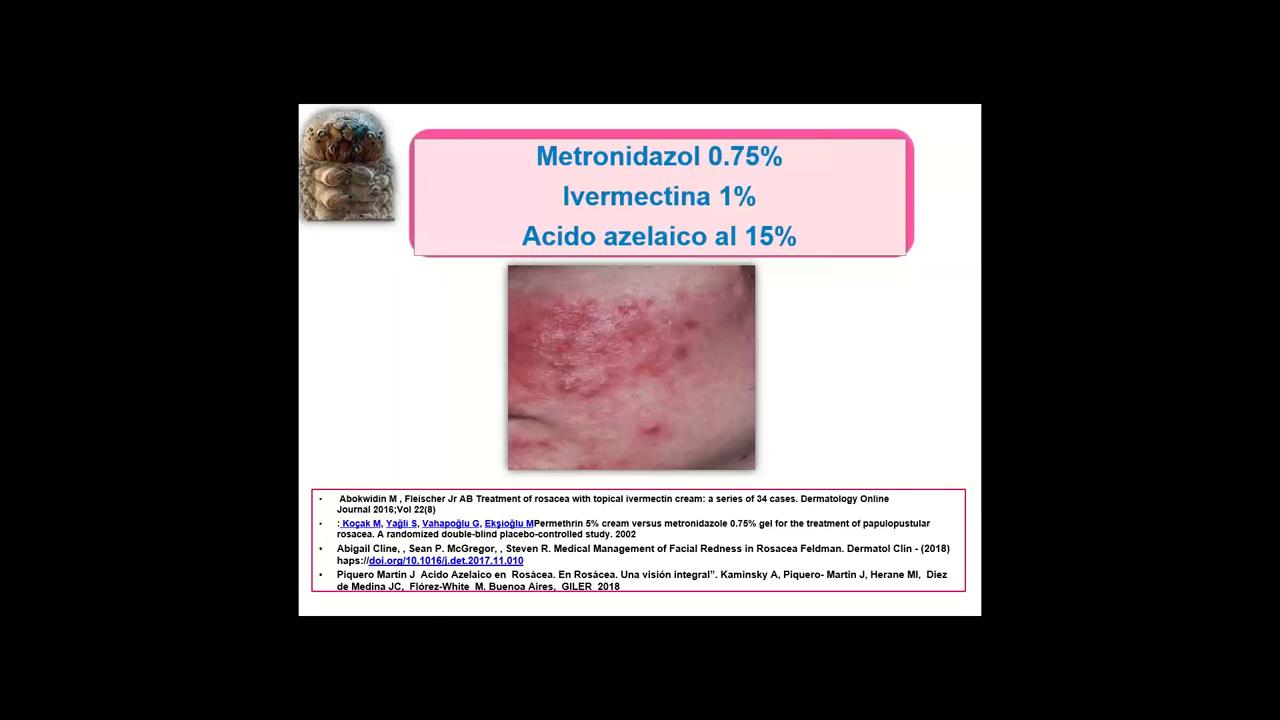 Metronidazol 0.75%
Ivermectina 1%
Acido azelaico al 15%
• Abokwidin M , Fleischer Jr AB Treatment of rosacea with topical ivermectin cream: a series of 34 cases. Dermatology Online
Journal 2016;Vol 22(8)
• : Koçak M, Yağli S, Vahapoğlu G, Ekşioğlu MPermethrin 5% cream versus metronidazole 0.75% gel for the treatment of papulopustular
rosacea. A randomized double-blind placebo-controlled study. 2002
• Abigail Cline, , Sean P. McGregor, , Steven R. Medical Management of Facial Redness in Rosacea Feldman. Dermatol Clin - (2018)
haps://doi.org/10.1016/j.det.2017.11.010
• Piquero Martin J Acido Azelaico en Rosácea. En Rosácea. Una visión integral”. Kaminsky A, Piquero- Martin J, Herane MI, Diez
de Medina JC, Flórez-White M. Buenoa Aires, GILER 2018